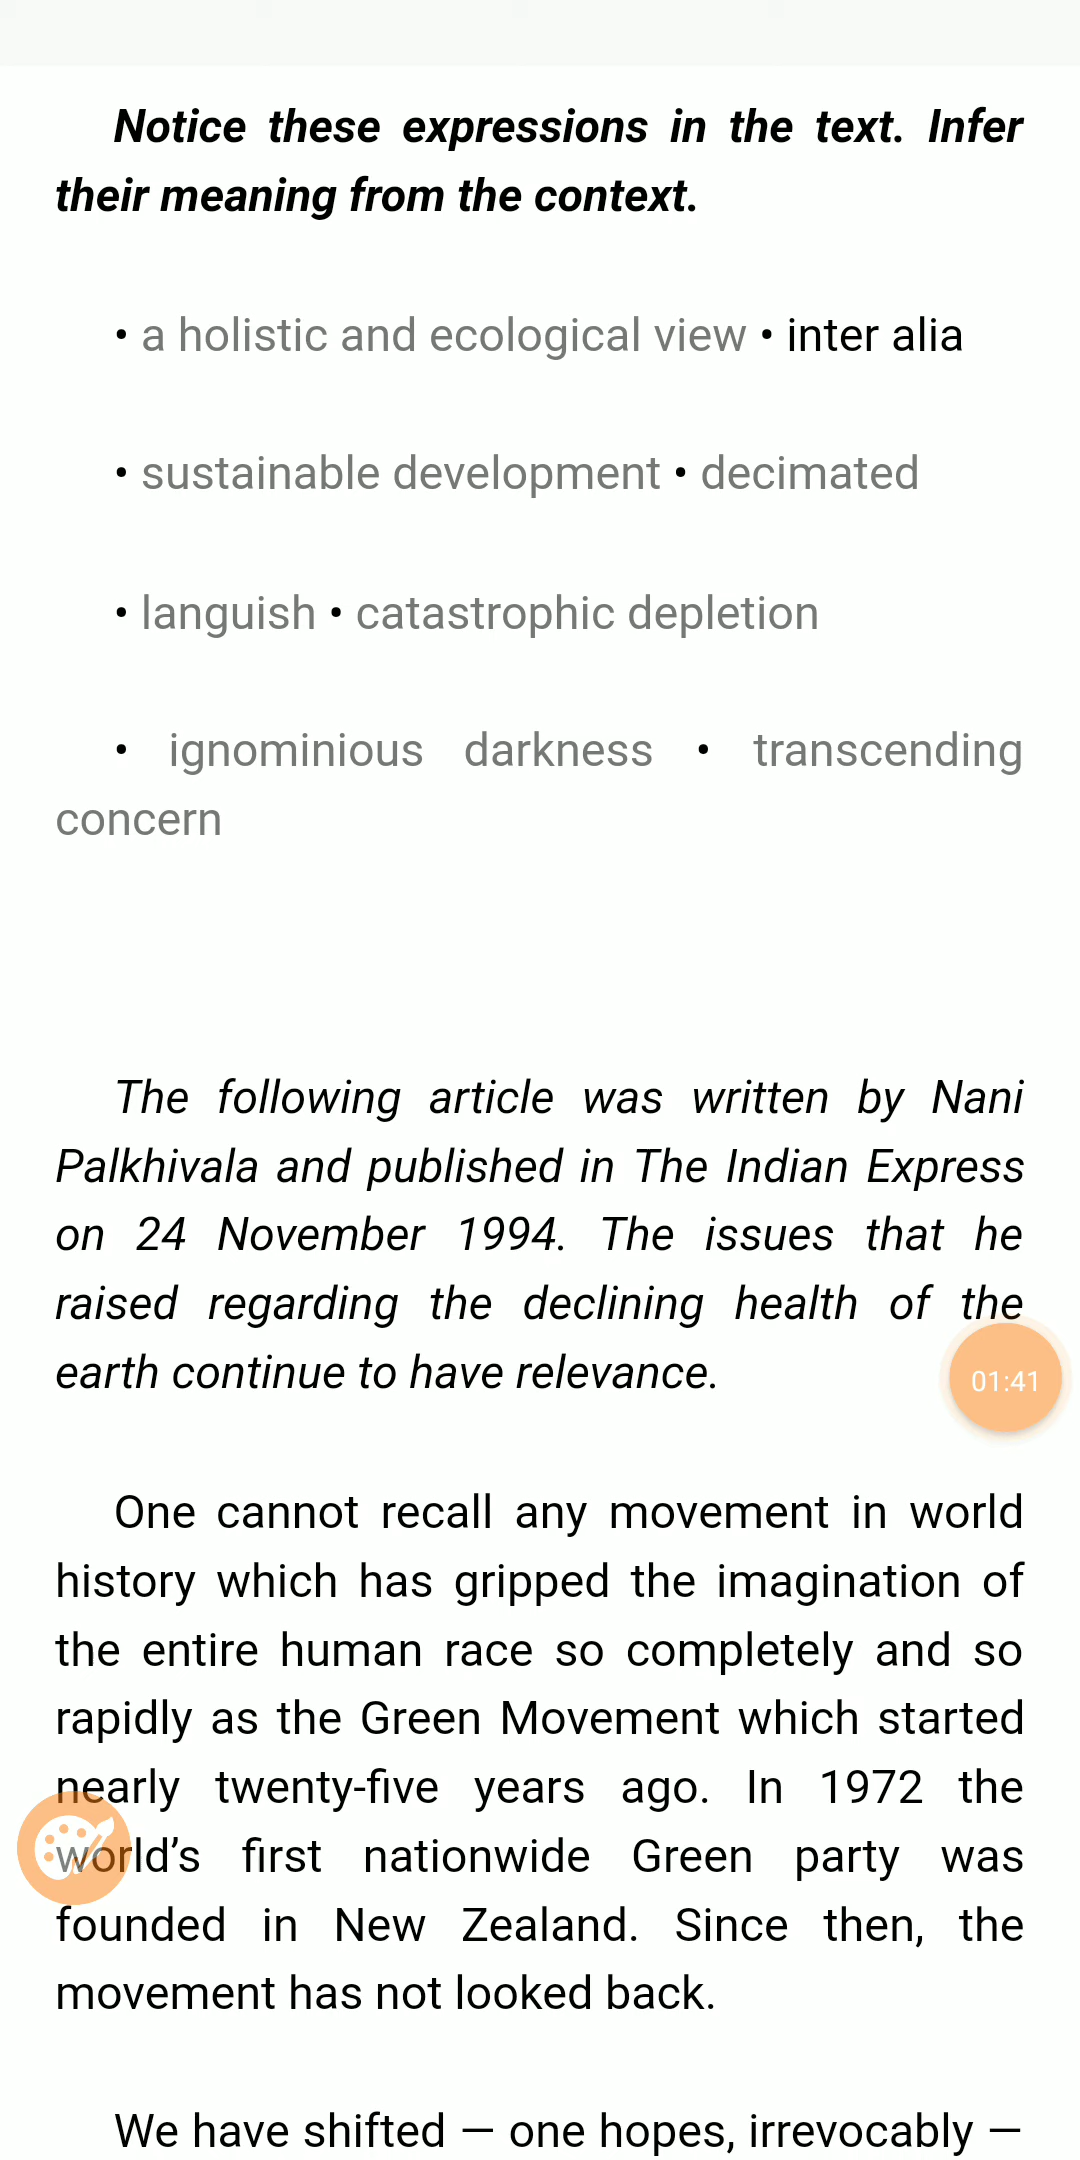 Notice these expressions in the text. Infer
their meaning from the context.
• a holistic and ecological view • inter alia
• sustainable development • decimated
• languish • catastrophic depletion
• ignominious darkness • transcending
concern
The following article was written by Nani
Palkhivala and published in The Indian Express
on 24 November 1994. The issues that he
raised regarding the declining health of the
earth continue to have relevance.
01:41
One cannot recall any movement in world
history which has gripped the imagination of
the entire human race so completely and so
rapidly as the Green Movement which started
nearly twenty-five years ago. In 1972 the
world’s first nationwide Green party was
founded in New Zealand. Since then, the
movement has not looked back.
We have shifted — one hopes, irrevocably —